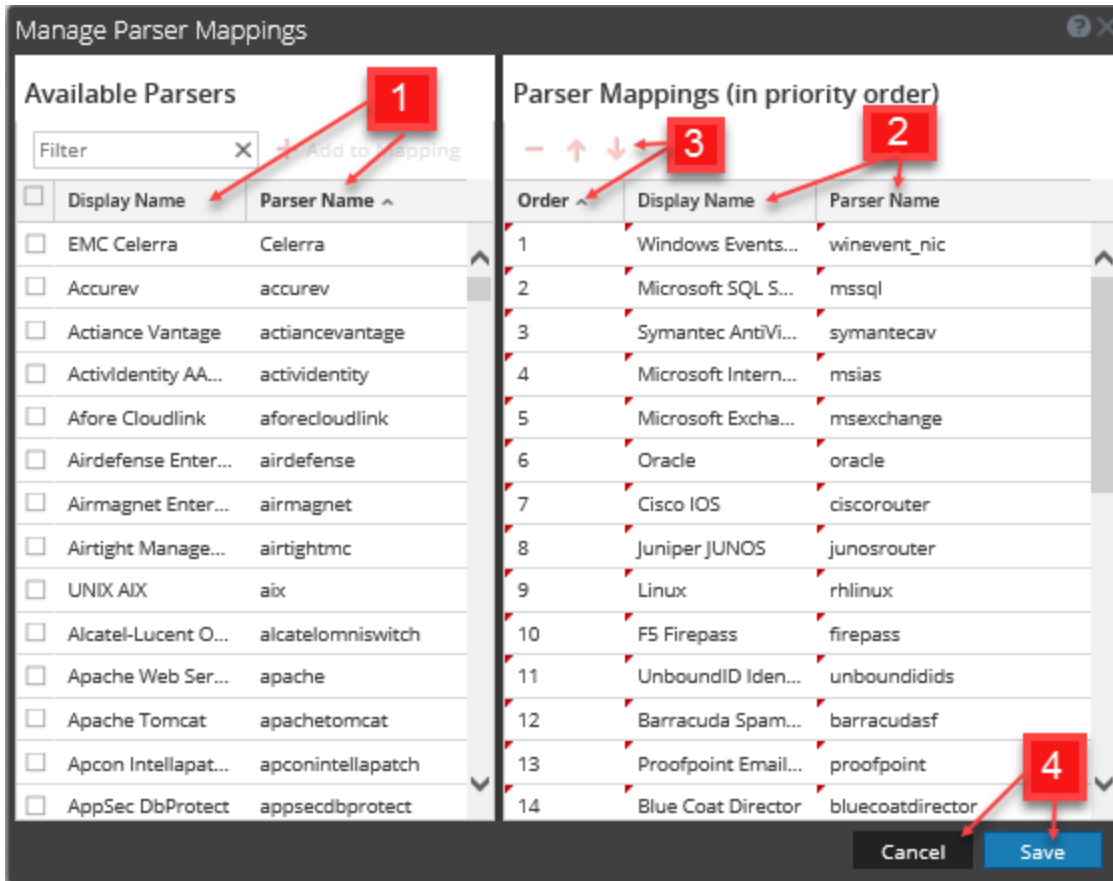 Manage Parser Mappings
Available Parsers
1
Filter
Add to Mapping
Display Name Parser Name
EMC Celerra Celerra
Accurev accurev
Actiance Vantage actiancevantage
ActivIdentity AA... actividentity
Afore Cloudlink aforecloudlink
Airdefense Enter... airdefense
Airmagnet Enter... airmagnet
Airtight Manage... airtightmc
UNIX AIX aix
Alcatel-Lucent O... alcatelomniswitch
Apache Web Ser... apache
Apache Tomcat apachetomcat
Apcon Intellapat... apconintellapatch
AppSec DbProtect appsecdbprotect
Parser Mappings (in priority order)
3
2
Order Display Name Parser Name
1 Windows Events... winevent_nic
2 Microsoft SQL S... mssql
3 Symantec AntiVi... symantecav
4 Microsoft Intern... msias
5 Microsoft Excha... msexchange
6 Oracle oracle
7 Cisco IOS ciscorouter
8 Juniper JUNOS junosrouter
9 Linux rhlinux
10 F5 Firepass firepass
11 UnboundID Iden... unboundidids
12 Barracuda Spam... barracudasf
13 Proofpoint Email... proofpoint
14 Blue Coat Director bluecoatdirector
4
Cancel Save